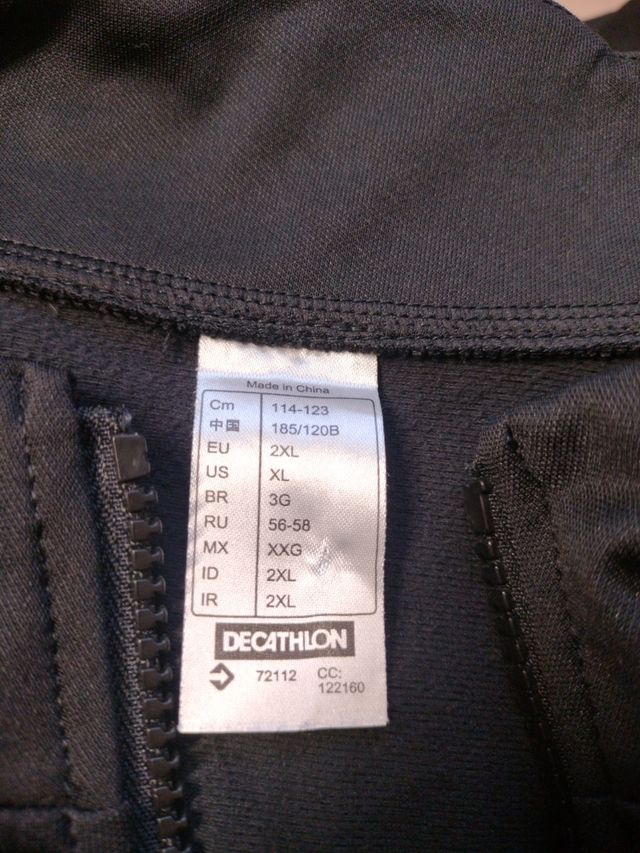 Made in China
Cm 114-123
中国 185/120B
EU 2XL
US XL
BR 3G
RU 56-58
MX XXG
ID 2XL
IR 2XL
DECATHLON
72112 CC:
122160